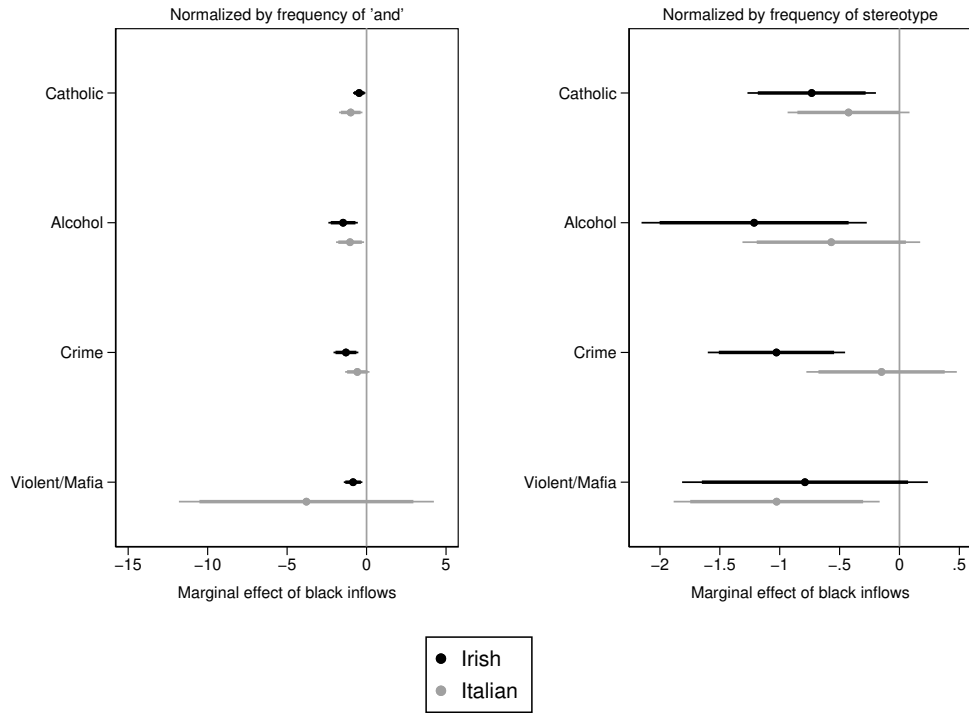 Normalized by frequency of 'and'
Catholic
Alcohol
Crime
Violent/Mafia
−15 −10 −5 0 5
Marginal effect of black inflows
Normalized by frequency of stereotype
Catholic
Alcohol
Crime
Violent/Mafia
−2 −1.5 −1 −.5 0 .5
Marginal effect of black inflows
Irish
Italian